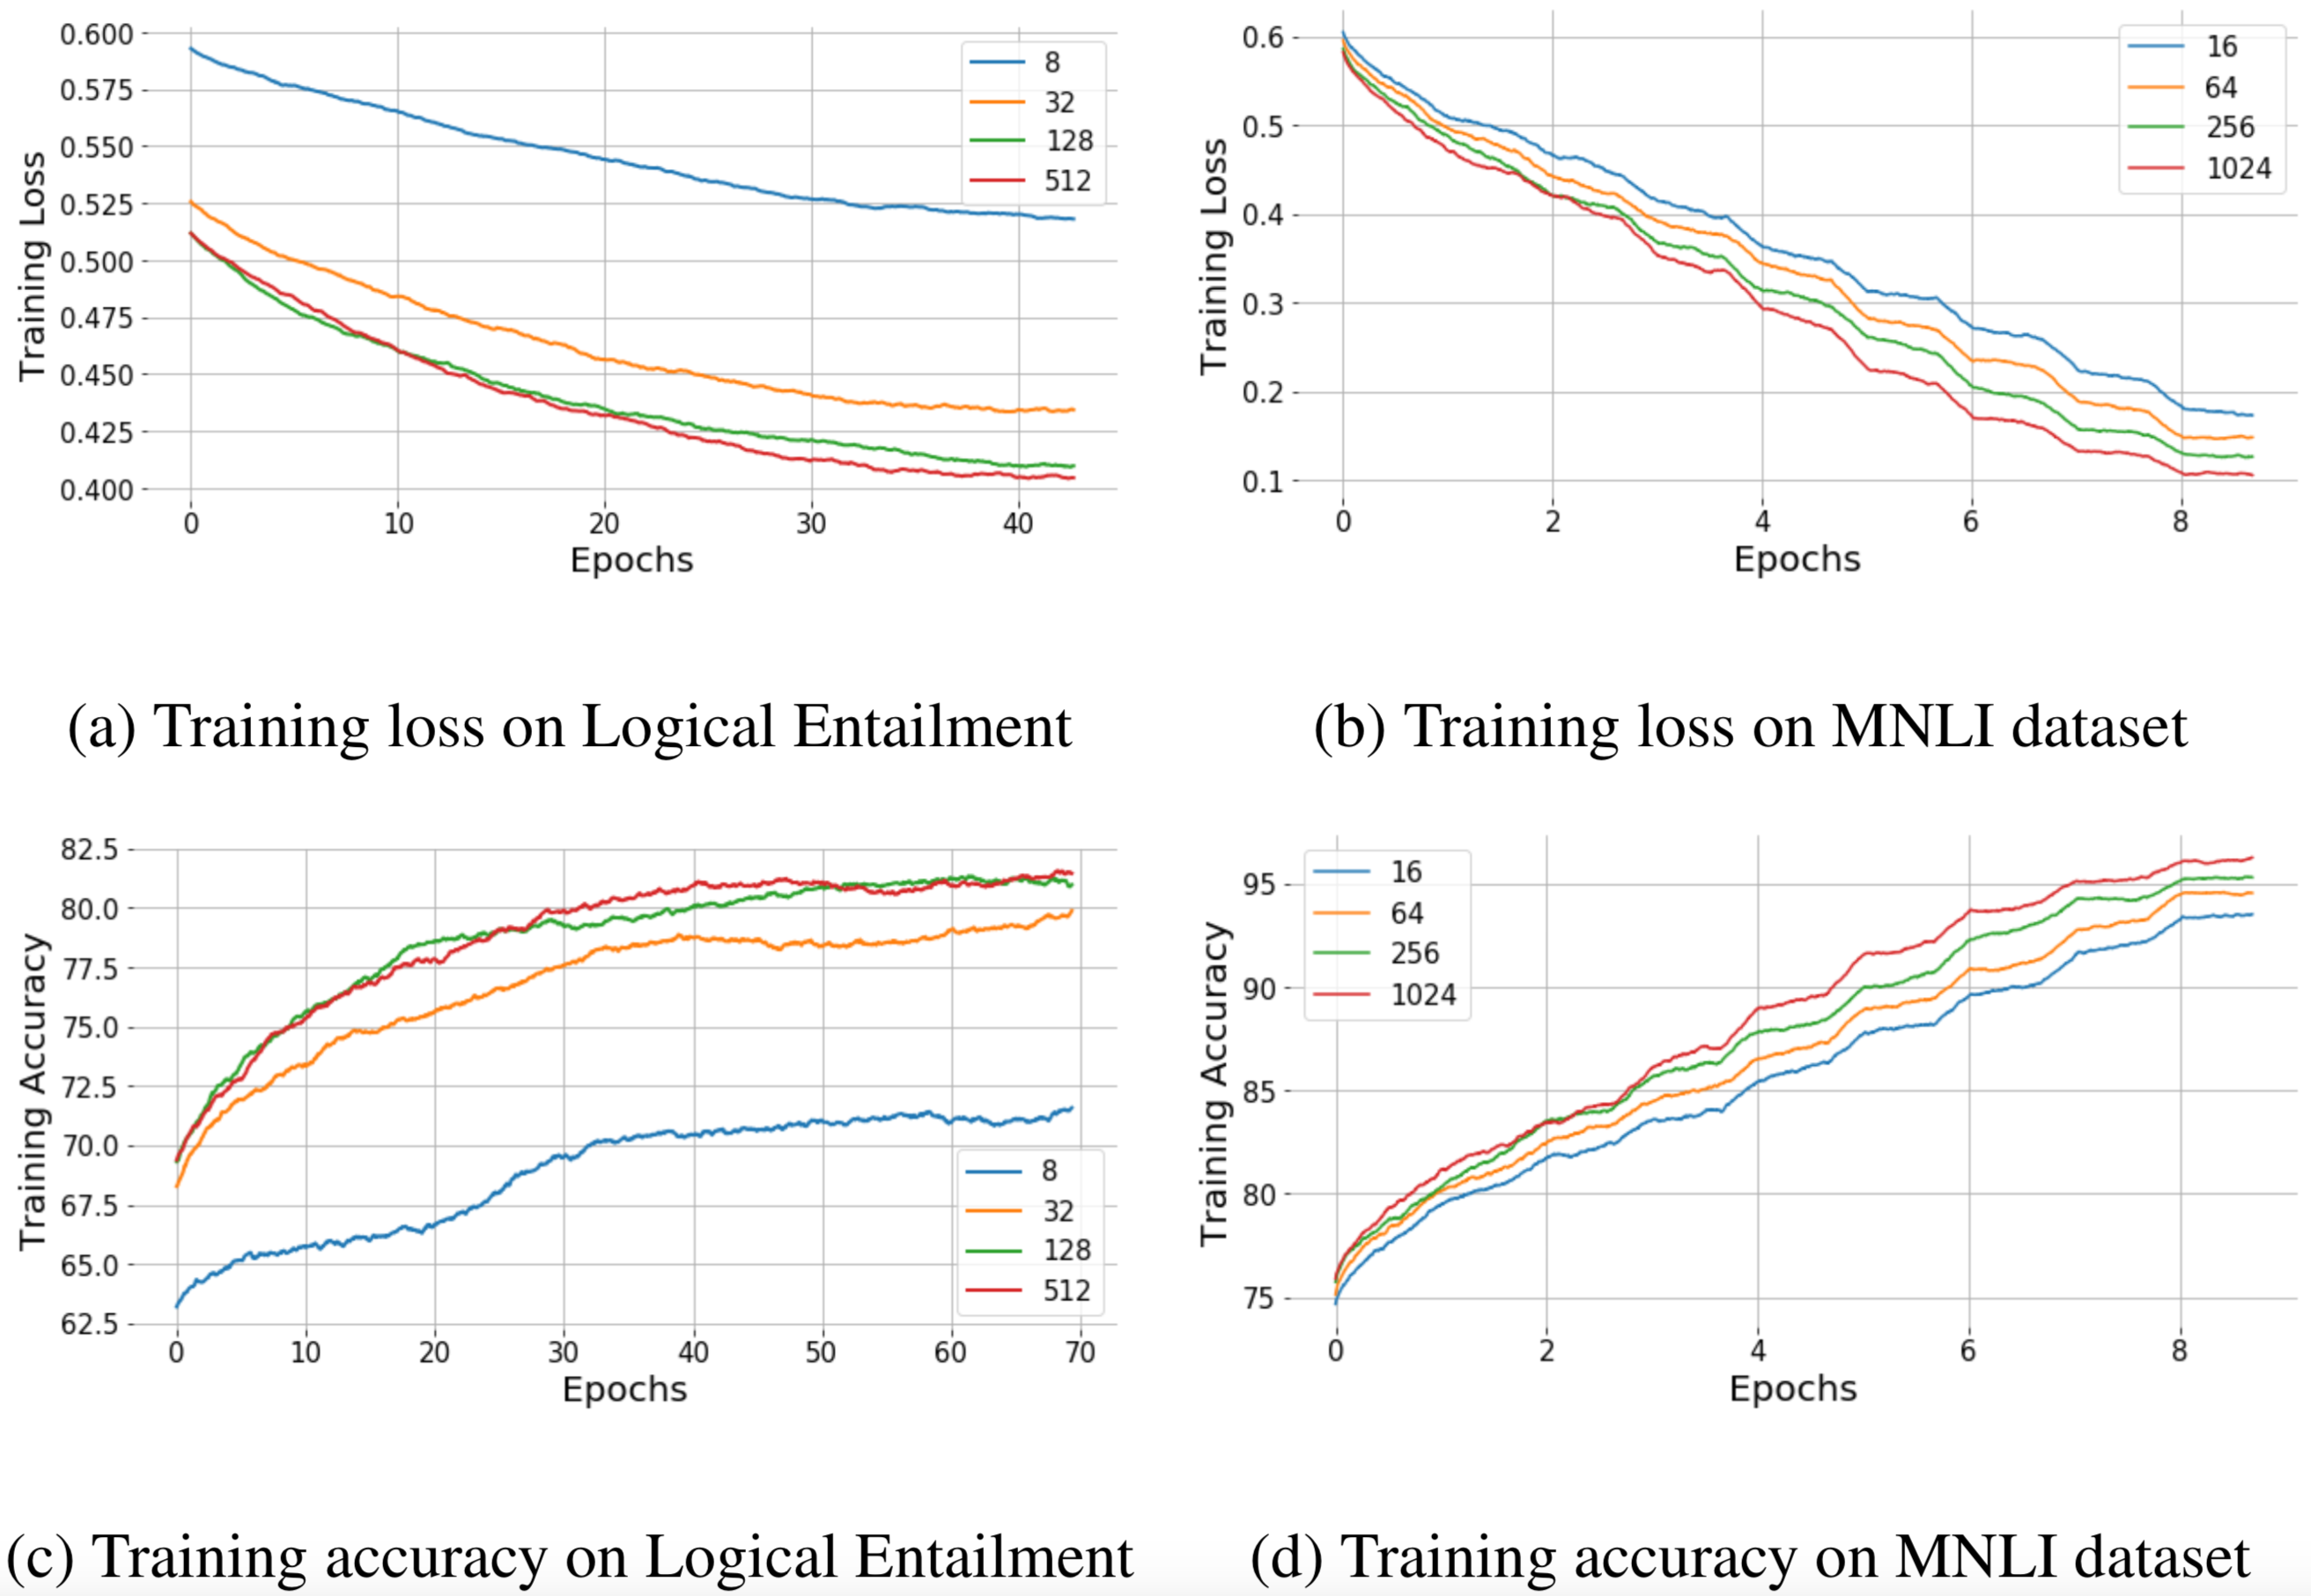 0.600
0.575
0.550
0.525
0.500
0.475
0.450
0.425
0.400
Training Loss
0 10 20 30 40
Epochs
8
32
128
512
(a) Training loss on Logical Entailment
0.6
0.5
0.4
0.3
0.2
0.1
Training Loss
0 2 4 6 8
Epochs
16
64
256
1024
(b) Training loss on MNLI dataset
82.5
80.0
77.5
75.0
72.5
70.0
67.5
65.0
62.5
Training Accuracy
0 10 20 30 40 50 60 70
Epochs
8
32
128
512
(c) Training accuracy on Logical Entailment
95
90
85
80
75
Training Accuracy
0 2 4 6 8
Epochs
16
64
256
1024
(d) Training accuracy on MNLI dataset